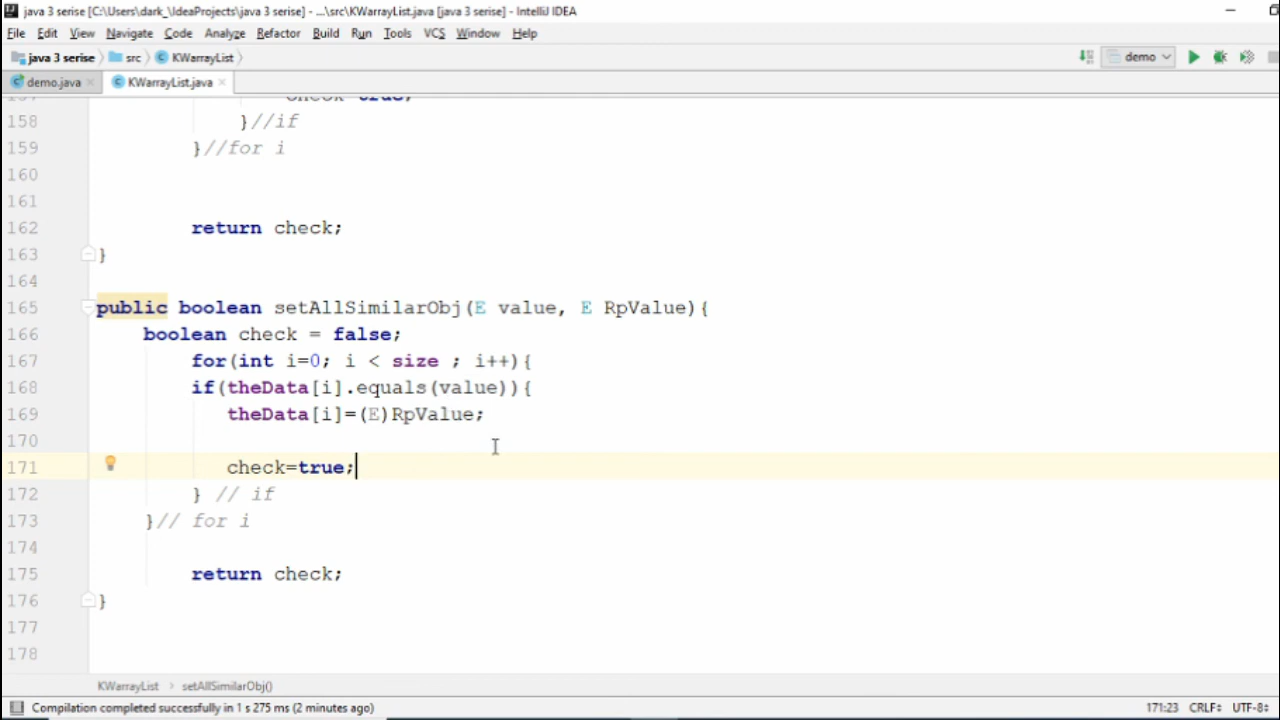 java 3 serise [C:\Users\dark_\IdeaProjects\java 3 serise] - ...\src\KWarrayList.java [java 3 serise] - IntelliJ IDEA
File Edit View Navigate Code Analyze Refactor Build Run Tools VCS Window Help
java 3 serise src KWarrayList demo
demo.java KWarrayList.java
158 }//if
159 }//for i
160
161
162 return check;
163 }
164
165 public boolean setAllSimilarObj(E value, E RpValue){
166 boolean check = false;
167 for(int i=0; i < size ; i++){
168 if(theData[i].equals(value)){
169 theData[i]=(E)RpValue;
170
171 check=true;
172 } // if
173 }// for i
174
175 return check;
176 }
177
178
KWarrayList > setAllSimilarObj()
Compilation completed successfully in 1 s 275 ms (2 minutes ago) 171:23 CRLF÷ UTF-8÷